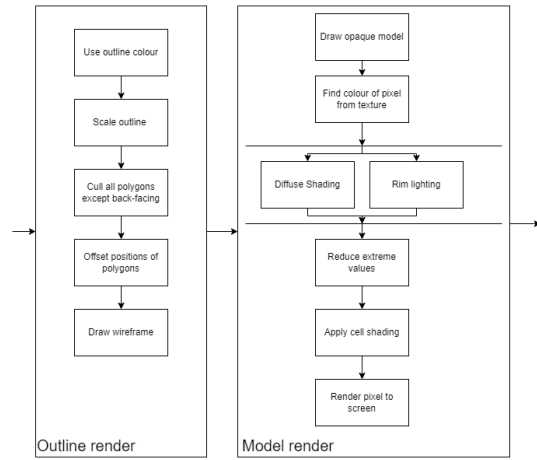 Use outline colour
Scale outline
Cull all polygons
except back-facing
Offset positions of
polygons
Draw wireframe
Outline render
Draw opaque model
Find colour of pixel
from texture
Diffuse Shading
Rim lighting
Reduce extreme
values
Apply cell shading
Render pixel to
screen
Model render